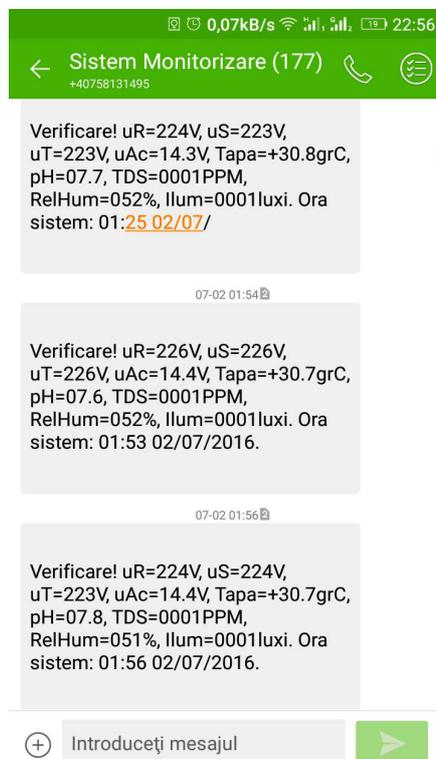 0,07kB/s 19 22:56
Sistem Monitorizare (177)
+40758131495
Verificare! uR=224V, uS=223V,
uT=223V, uAc=14.3V, Tapa=+30.8grC,
pH=07.7, TDS=0001PPM,
RelHum=052%, Ilum=0001luxi. Ora
sistem: 01:25 02/07/
07-02 01:54 2
Verificare! uR=226V, uS=226V,
uT=226V, uAc=14.4V, Tapa=+30.7grC,
pH=07.6, TDS=0001PPM,
RelHum=052%, Ilum=0001luxi. Ora
sistem: 01:53 02/07/2016.
07-02 01:56 2
Verificare! uR=224V, uS=224V,
uT=223V, uAc=14.4V, Tapa=+30.7grC,
pH=07.8, TDS=0001PPM,
RelHum=051%, Ilum=0001luxi. Ora
sistem: 01:56 02/07/2016.
Introduceţi mesajul